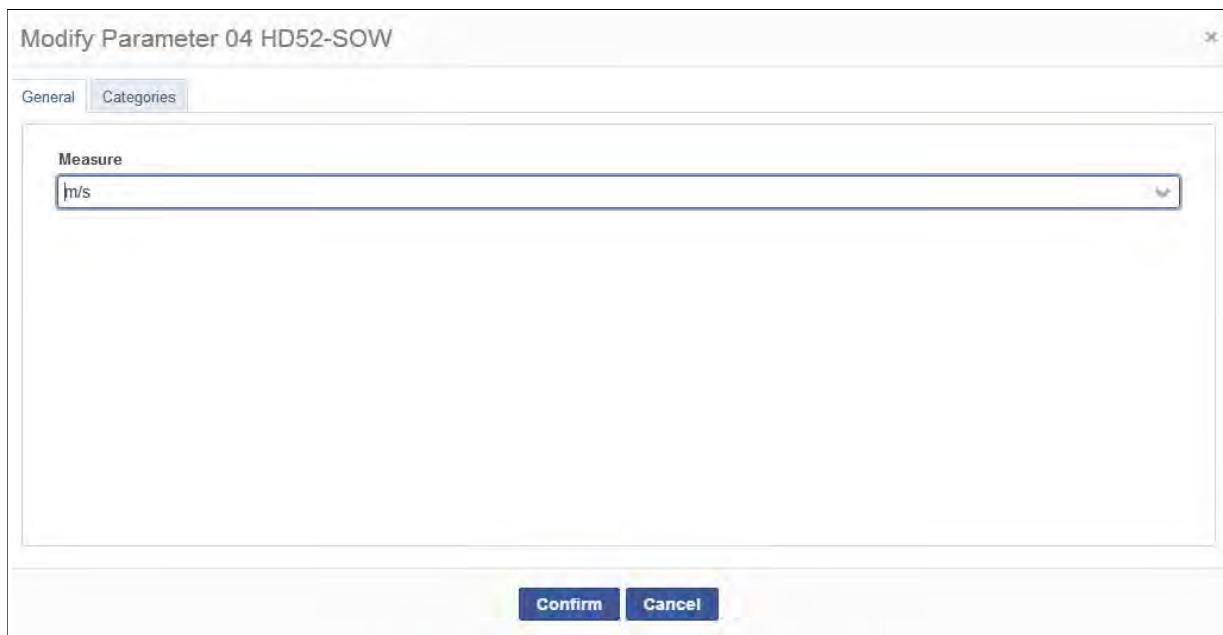 Modify Parameter 04 HD52-SOW
General Categories
Measure
m/s
Confirm Cancel